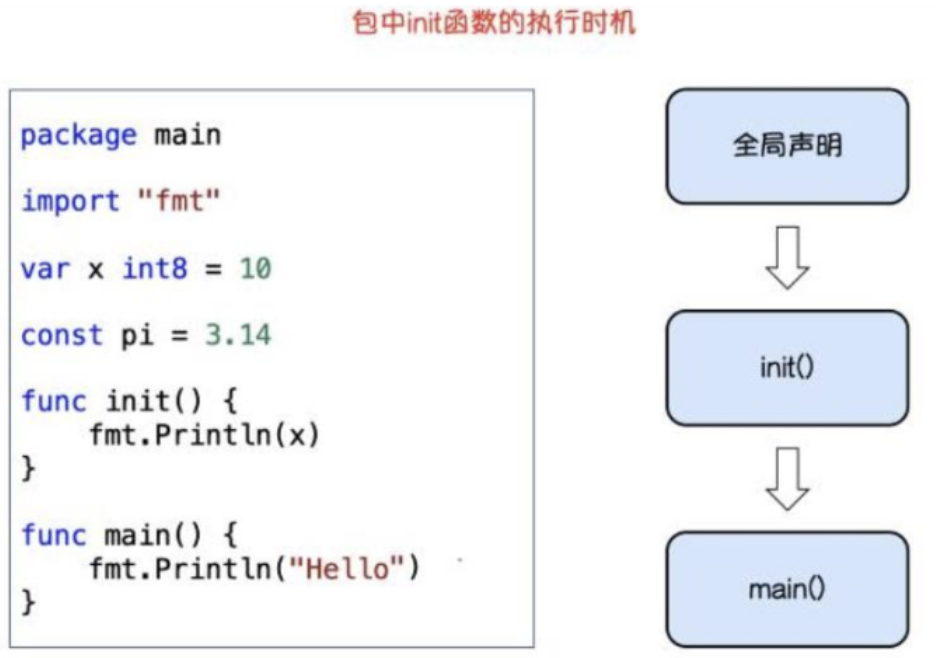 包中init函数的执行时机
package main
import "fmt"
var x int8 = 10
const pi = 3.14
func init() {
    fmt.Println(x)
}
func main() {
    fmt.Println("Hello")
}
全局声明
init()
main()